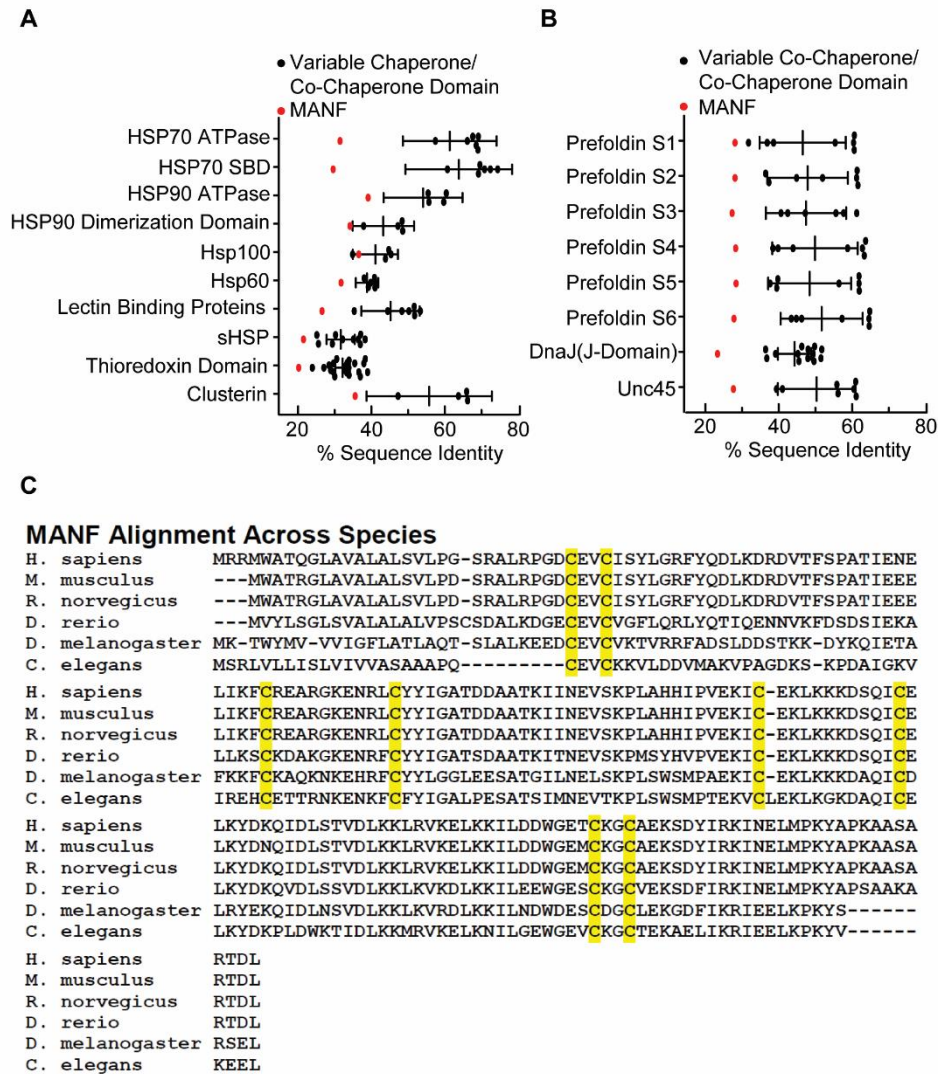 A
Variable Chaperone/
Co-Chaperone Domain
MANF
HSP70 ATPase
HSP70 SBD
HSP90 ATPase
HSP90 Dimerization Domain
Hsp100
Hsp60
Lectin Binding Proteins
sHSP
Thioredoxin Domain
Clusterin
20 40 60 80
% Sequence Identity
B
Variable Co-Chaperone/
Co-Chaperone Domain
MANF
Prefoldin S1
Prefoldin S2
Prefoldin S3
Prefoldin S4
Prefoldin S5
Prefoldin S6
DnaJ(J-Domain)
Unc45
20 40 60 80
% Sequence Identity
C
MANF Alignment Across Species
H. sapiens MRRMWATQGLAVALALSVLPG-SRALRPGDCEVCISYLGRFYQDLKDRDVTFSPATIENE
M. musculus ---MWATRGLAVALALSVLPD-SRALRPGDCEVCISYLGRFYQDLKDRDVTFSPATIEEE
R. norvegicus ---MWATRGLAVALALSVLPD-SRALRPGDCEVCISYLGRFYQDLKDRDVTFSPATIEEE
D. rerio ---MVYLSGLSVALALALVPSCSDALKDGECEVCVGFLQRLYQTIQENNVKFDSDSIEKA
D. melanogaster MK-TWYMV-VVIGFLATLAQT-SLALKEEDCEVCVKTVRRFADSLDDSTKK-DYKQIETA
C. elegans MSRLVLLISLVIVVASAAAPQ---------CEVCKKVLDDVMAKVPAGDKS-KPDAIGKV
H. sapiens LIKFCREARGKENRLCYYIGATDDAATKIINEVSKPLAHHIPVEKIC-EKLKKKDSQICE
M. musculus LIKFCREARGKENRLCYYIGATDDAATKIINEVSKPLAHHIPVEKIC-EKLKKKDSQICE
R. norvegicus LIKFCREARGKENRLCYYIGATDDAATKIINEVSKPLAHHIPVEKIC-EKLKKKDSQICE
D. rerio LLKSCKDAKGKENRFCYYIGATSDAATKITNEVSKPMSYHVPVEKIC-EKLKKKDSQICE
D. melanogaster FKKFCKAQKNKEHRFCYYLGGLEESATGILNELSKPLSWSMPAEKIC-EKLKKKDAQICD
C. elegans IREHCETTRNKENKFCFYIGALPESATSIMNEVTKPLSWSMPTEKVCLEKLKGKDAQICE
H. sapiens LKYDKQIDLSTVDLKKLRVKELKKILDDWGETCKGCAEKSDYIRKINELMPKYAPKAASA
M. musculus LKYDNQIDLSTVDLKKLRVKELKKILDDWGEMCKGCAEKSDYIRKINELMPKYAPKAASA
R. norvegicus LKYDKQIDLSTVDLKKLRVKELKKILDDWGEMCKGCAEKSDYIRKINELMPKYAPKAASA
D. rerio LKYDKQVDLSSVDLKKLKVKDLKKILEEWGESCKGCVEKSDFIRKINELMPKYAPSAAKA
D. melanogaster LRYEKQIDLNSVDLKKLKVRDLKKILNDWDESCDGCLEKGDFIKRIEELKPKYS------
C. elegans LKYDKPLDWKTIDLKKMRVKELKNILGEWGEVCKGCTEKAELIKRIEELKPKYV------
H. sapiens RTDL
M. musculus RTDL
R. norvegicus RTDL
D. rerio RTDL
D. melanogaster RSEL
C. elegans KEEL